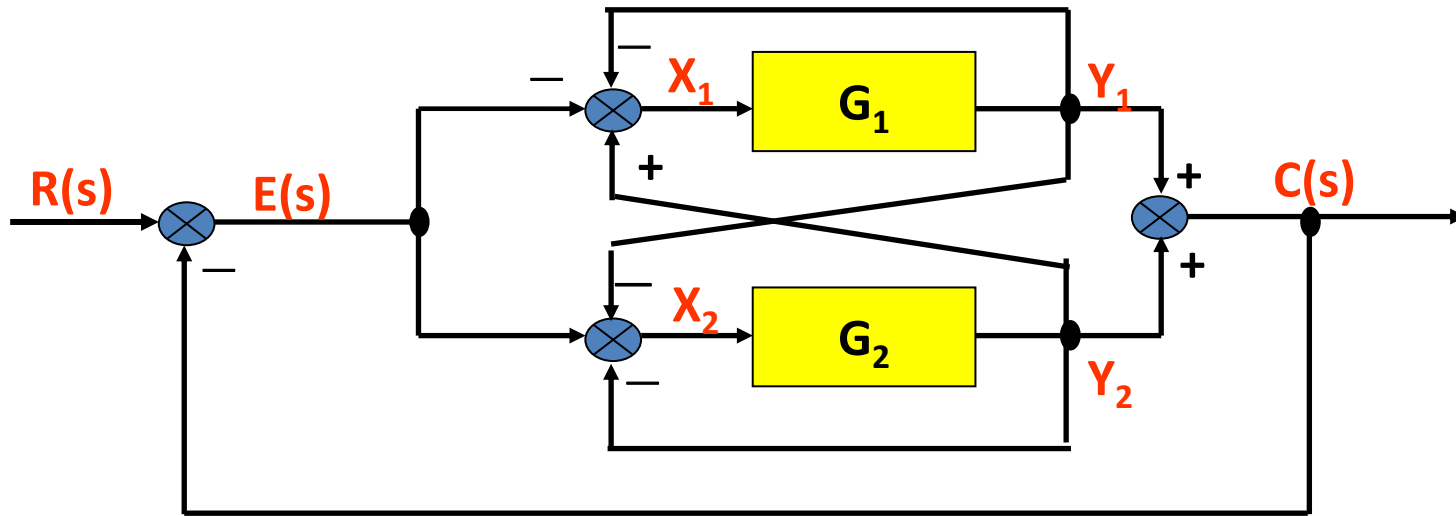 X₁
G₁
Y₁
—
—
+
R(s)
E(s)
—
+
C(s)
+
—
X₂
G₂
Y₂
—